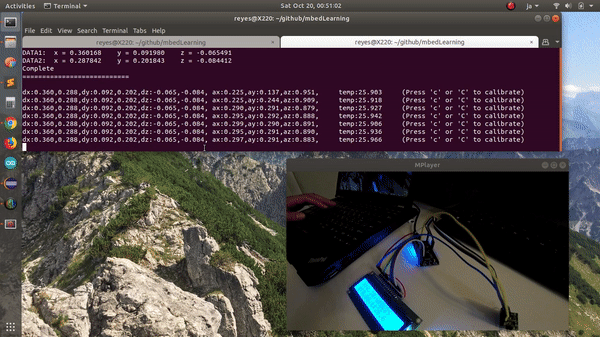 Activities
Terminal
Sat Oct 20, 00:51:02
ja
reyes@X220: ~/github/mbedLearning
File Edit View Search Terminal Tabs Help
reyes@X220: ~/github/mbedLearning × reyes@X220: ~/github/mbedLearning ×
DATA1: x = 0.360168 y = 0.091980 z = -0.065491
DATA2: x = 0.287842 y = 0.201843 z = -0.084412
Complete
===========================
dx:0.360,0.288,dy:0.092,0.202,dz:-0.065,-0.084, ax:0.225,ay:0.137,az:0.951, temp:25.903 (Press 'c' or 'C' to calibrate)
dx:0.360,0.288,dy:0.092,0.202,dz:-0.065,-0.084, ax:0.225,ay:0.244,az:0.909, temp:25.918 (Press 'c' or 'C' to calibrate)
dx:0.360,0.288,dy:0.092,0.202,dz:-0.065,-0.084, ax:0.290,ay:0.291,az:0.879, temp:25.927 (Press 'c' or 'C' to calibrate)
dx:0.360,0.288,dy:0.092,0.202,dz:-0.065,-0.084, ax:0.295,ay:0.292,az:0.888, temp:25.942 (Press 'c' or 'C' to calibrate)
dx:0.360,0.288,dy:0.092,0.202,dz:-0.065,-0.084, ax:0.296,ay:0.290,az:0.891, temp:25.906 (Press 'c' or 'C' to calibrate)
dx:0.360,0.288,dy:0.092,0.202,dz:-0.065,-0.084, ax:0.295,ay:0.291,az:0.890, temp:25.936 (Press 'c' or 'C' to calibrate)
dx:0.360,0.288,dy:0.092,0.202,dz:-0.065,-0.084, ax:0.297,ay:0.291,az:0.883, temp:25.966 (Press 'c' or 'C' to calibrate)
MPlayer